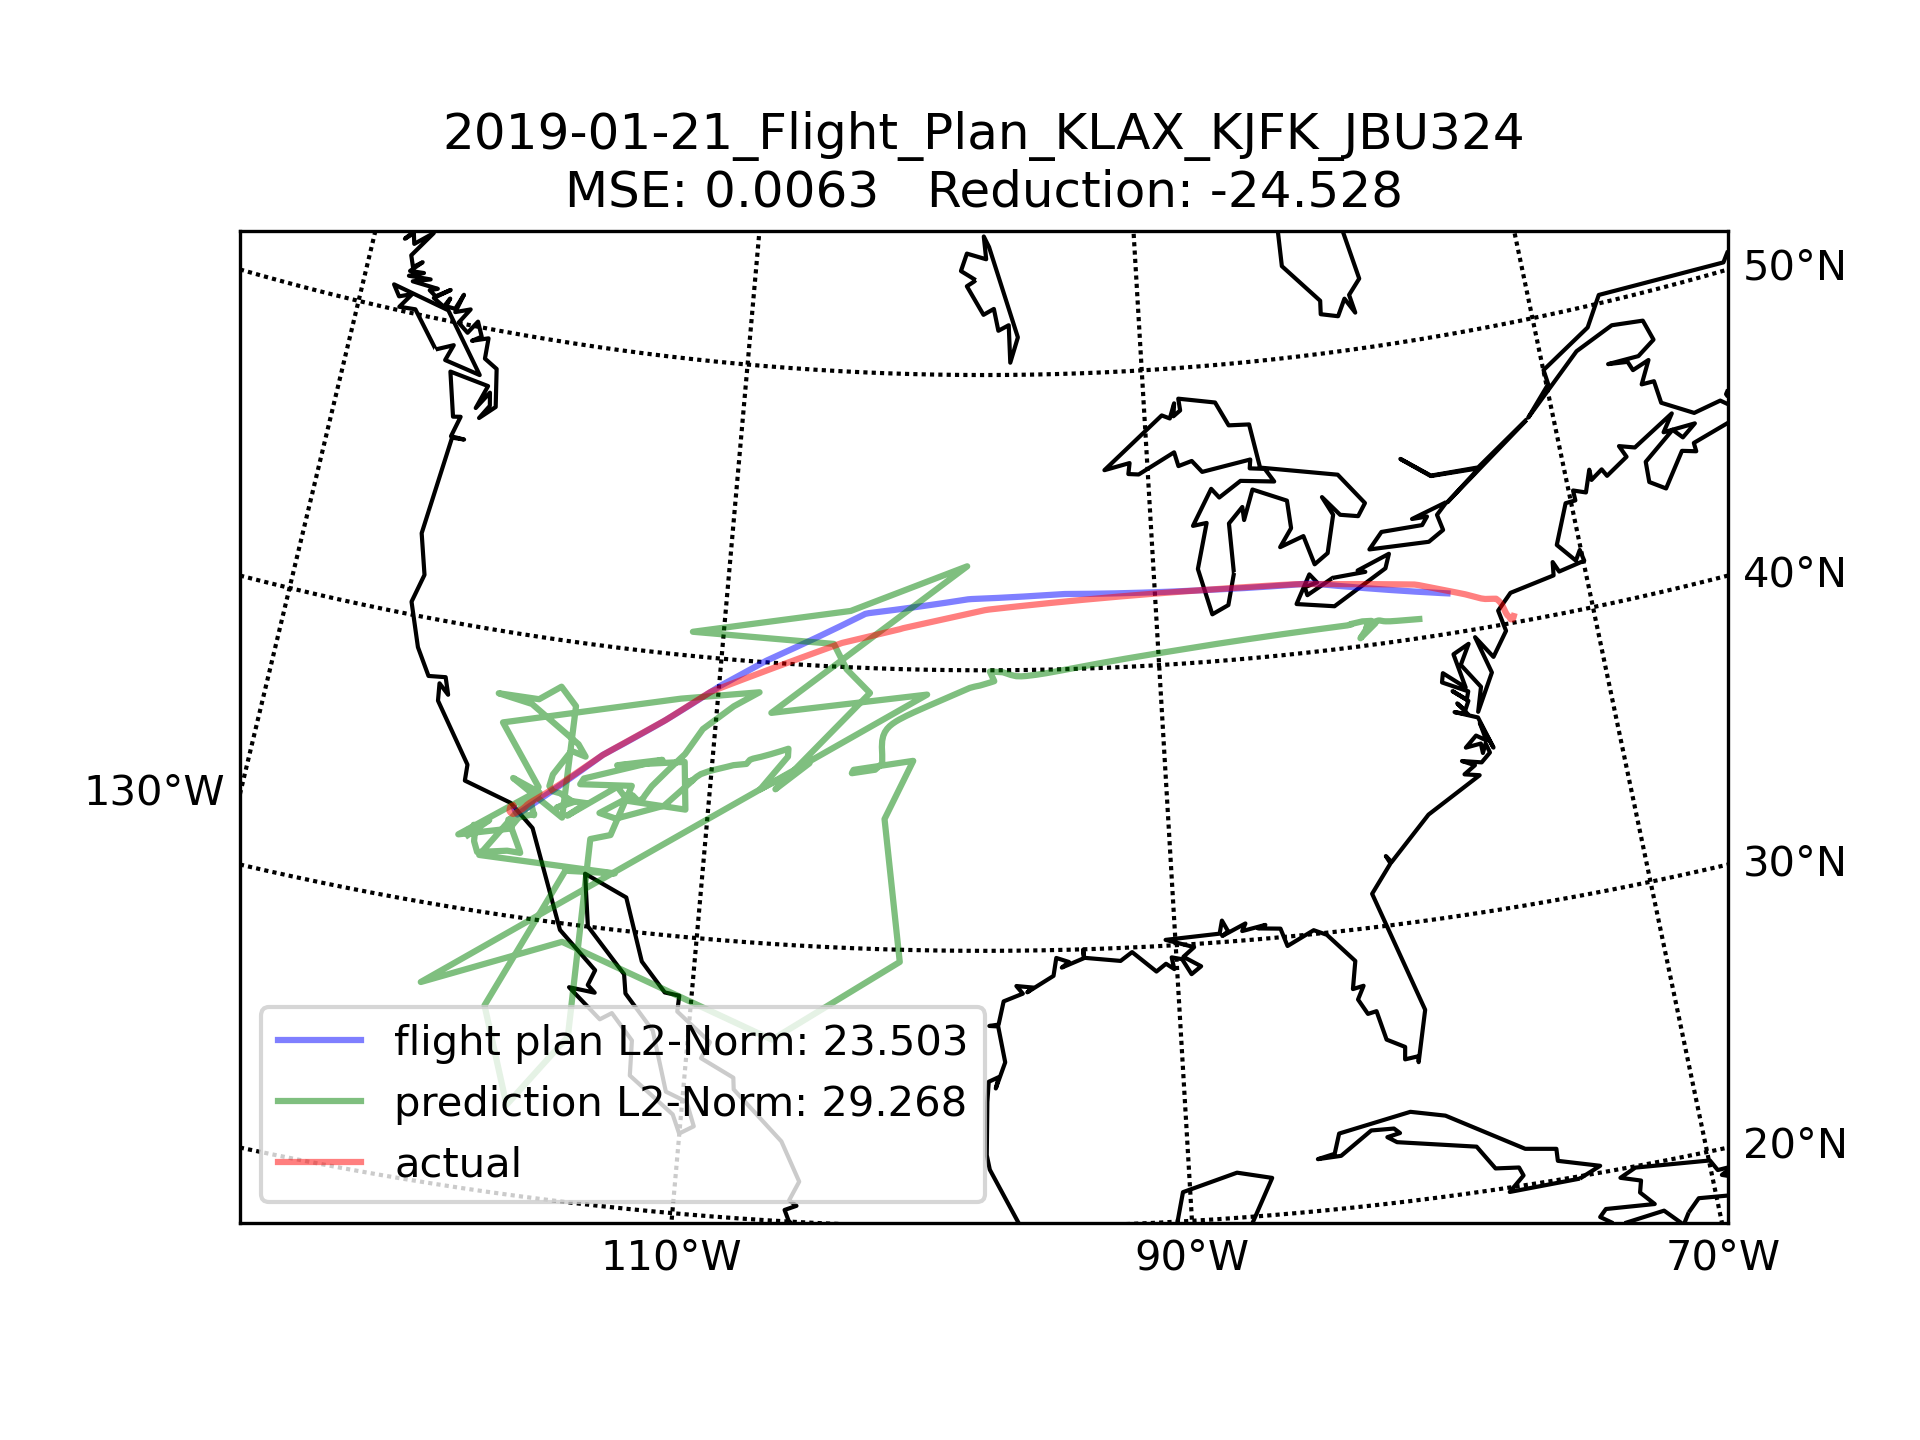 2019-01-21_Flight_Plan_KLAX_KJFK_JBU324
MSE: 0.0063   Reduction: -24.528
50°N
40°N
130°W
30°N
flight plan L2-Norm: 23.503
prediction L2-Norm: 29.268
actual
20°N
110°W
90°W
70°W